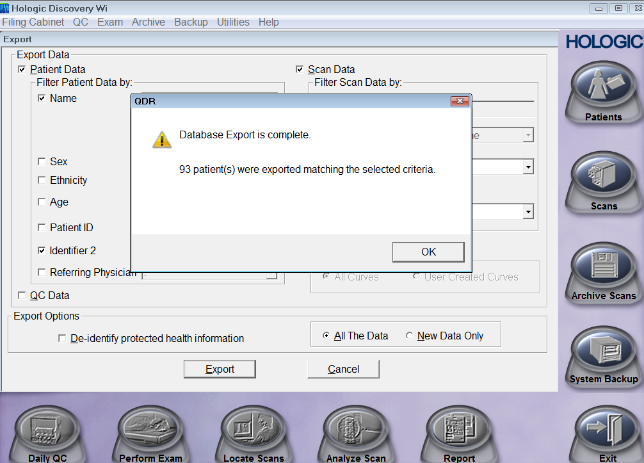 Hologic Discovery Wi
Filing Cabinet QC Exam Archive Backup Utilities Help
Export
HOLOGIC
Export Data
Patient Data
Scan Data
Filter Patient Data by:
Filter Scan Data by:
Name
QDR
Database Export is complete.
93 patient(s) were exported matching the selected criteria.
OK
Sex
Ethnicity
Age
Patient ID
Identifier 2
Referring Physician
All Curves
User Created Curves
QC Data
Export Options
De-identify protected health information
All The Data
New Data Only
Export
Cancel
Patients
Scans
Archive Scans
System Backup
Daily QC
Perform Exam
Locate Scans
Analyze Scan
Report
Exit